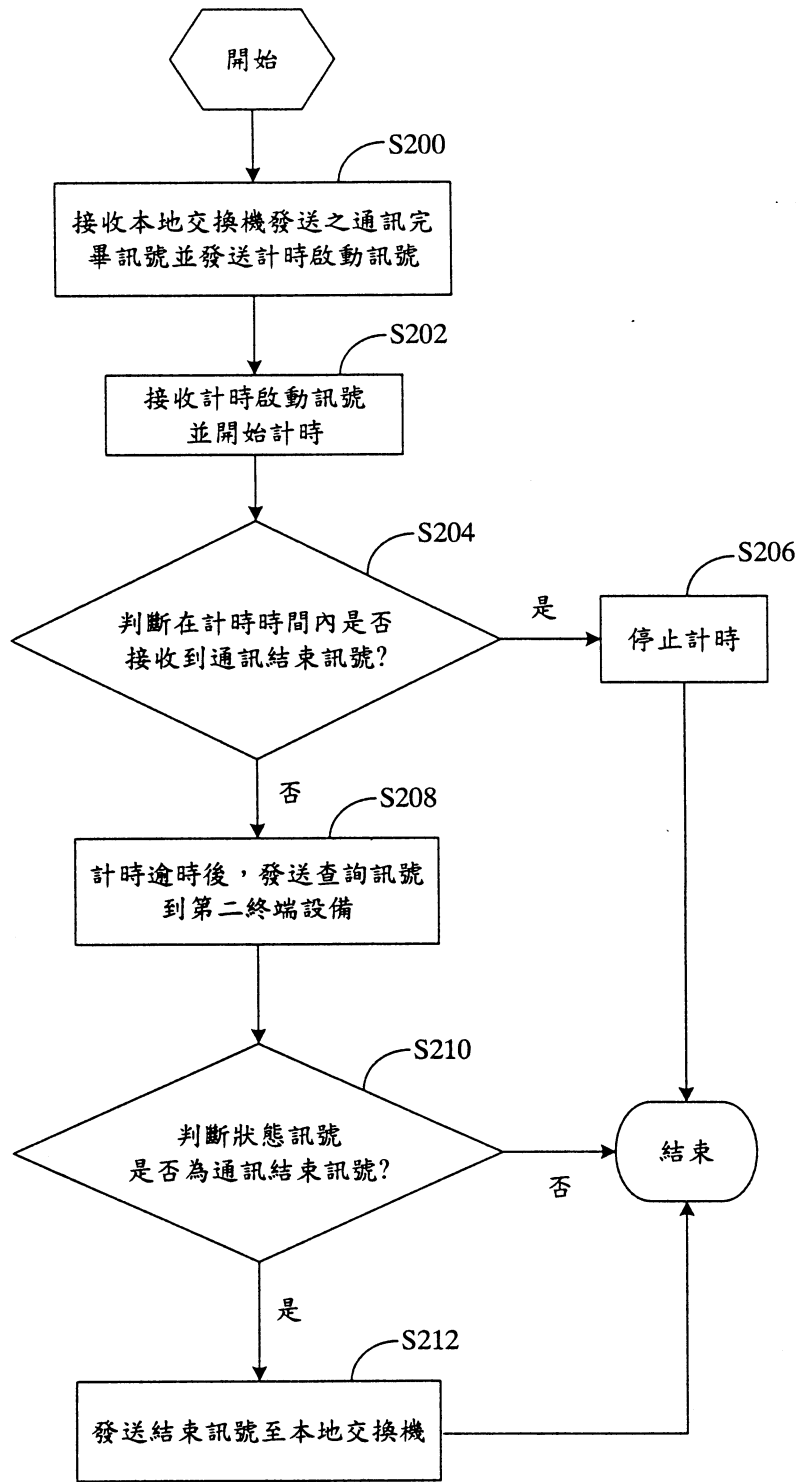 開始
S200
接收本地交換機發送之通訊完
畢訊號並發送計時啟動訊號
S202
接收計時啟動訊號
並開始計時
S204
判斷在計時時間內是否
接收到通訊結束訊號?
是
S206
停止計時
否
S208
計時逾時後，發送查詢訊號
到第二終端設備
S210
判斷狀態訊號
是否為通訊結束訊號?
否
結束
是
S212
發送結束訊號至本地交換機